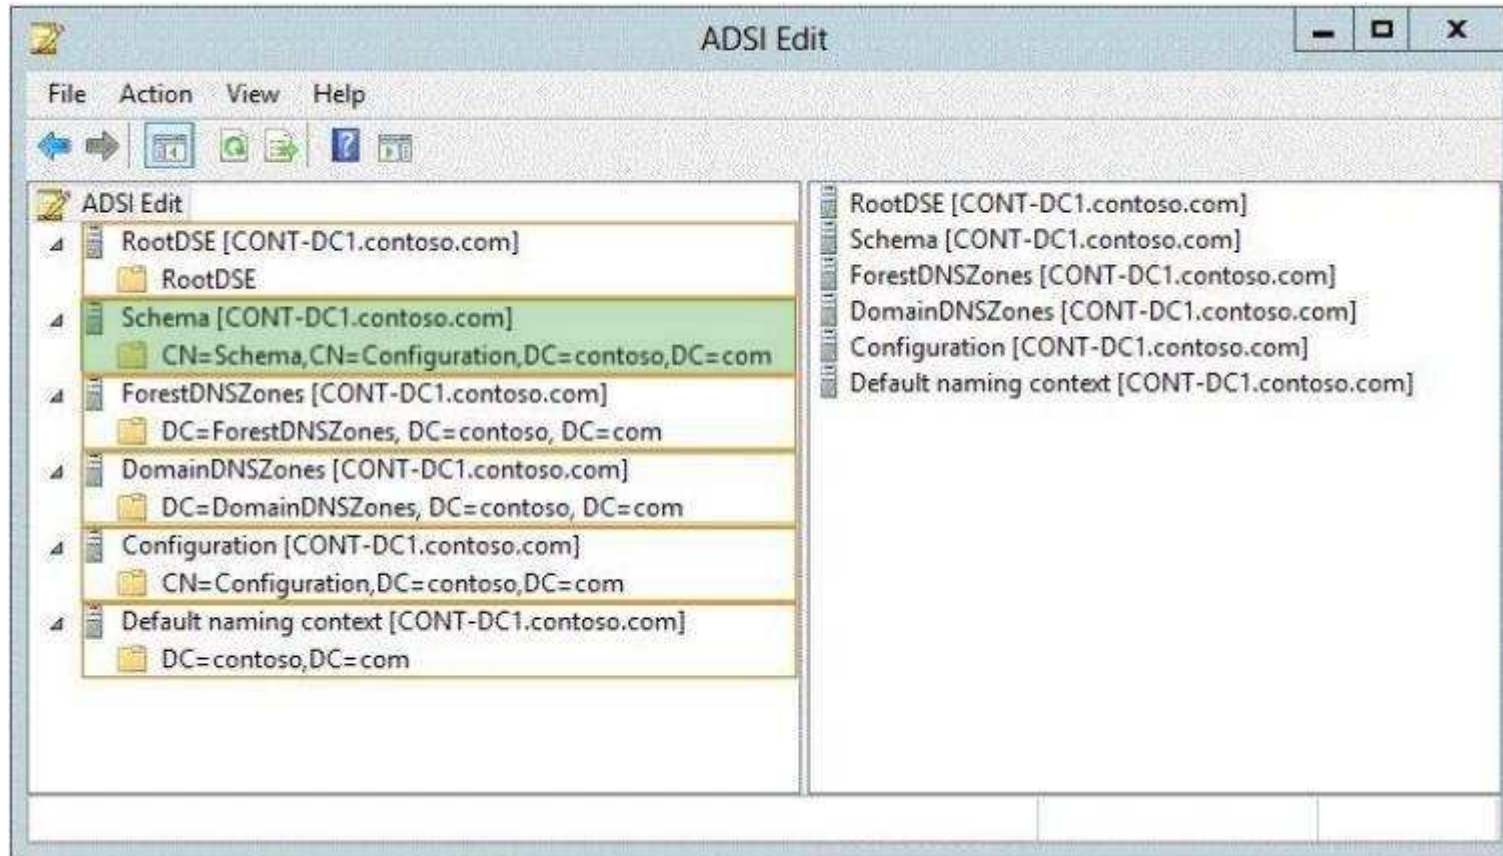 ADSI Edit
File Action View Help
ADSI Edit
RootDSE [CONT-DC1.contoso.com]
RootDSE
Schema [CONT-DC1.contoso.com]
CN=Schema,CN=Configuration,DC=contoso,DC=com
ForestDNSZones [CONT-DC1.contoso.com]
DC=ForestDNSZones, DC=contoso, DC=com
DomainDNSZones [CONT-DC1.contoso.com]
DC=DomainDNSZones, DC=contoso, DC=com
Configuration [CONT-DC1.contoso.com]
CN=Configuration,DC=contoso,DC=com
Default naming context [CONT-DC1.contoso.com]
DC=contoso,DC=com
RootDSE [CONT-DC1.contoso.com]
Schema [CONT-DC1.contoso.com]
ForestDNSZones [CONT-DC1.contoso.com]
DomainDNSZones [CONT-DC1.contoso.com]
Configuration [CONT-DC1.contoso.com]
Default naming context [CONT-DC1.contoso.com]